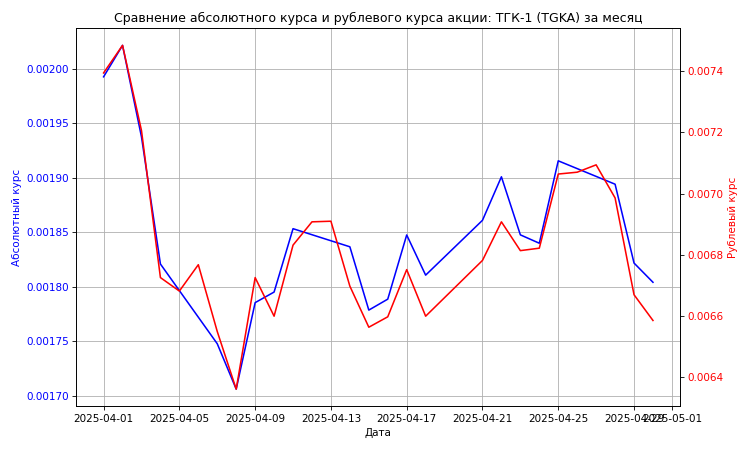 Сравнение абсолютного курса и рублевого курса акции: ТГК-1 (TGKA) за месяц
0.00200
0.00195
0.00190
0.00185
0.00180
0.00175
0.00170
Абсолютный курс
0.0074
0.0072
0.0070
0.0068
0.0066
0.0064
Рублевый курс
2025-04-01 2025-04-05 2025-04-09 2025-04-13 2025-04-17 2025-04-21 2025-04-25 2025-04-29 2025-05-01
Дата